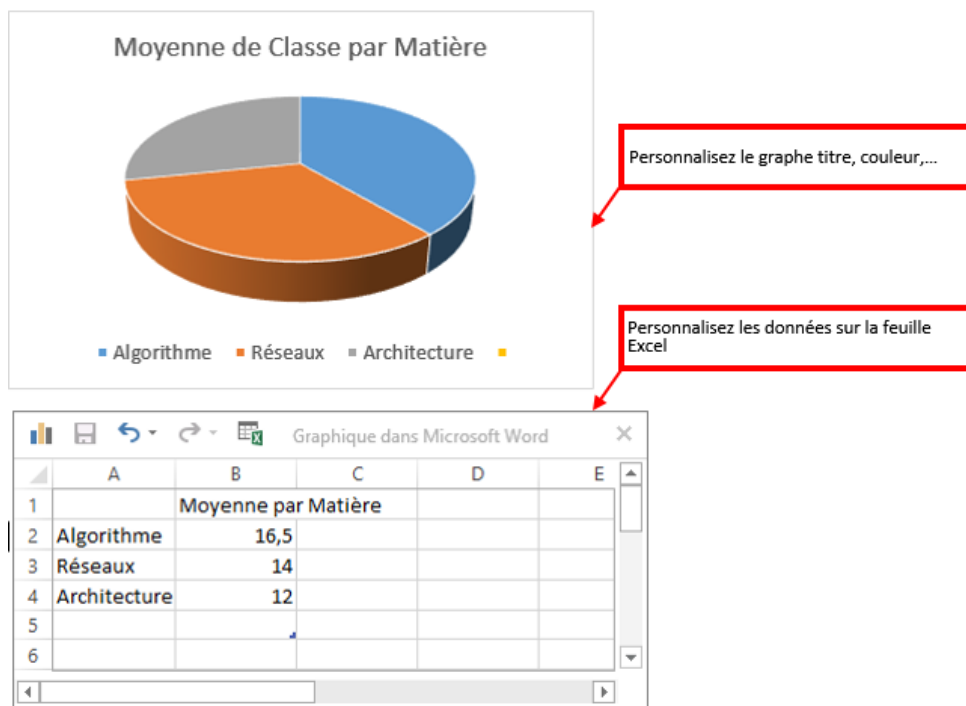 Moyenne de Classe par Matière
Personnalisez le graphe titre, couleur,...
Algorithme Réseaux Architecture
Personnalisez les données sur la feuille
Excel
Graphique dans Microsoft Word
A B C D E
1 Moyenne par Matière
2 Algorithme 16,5
3 Réseaux 14
4 Architecture 12
5
6